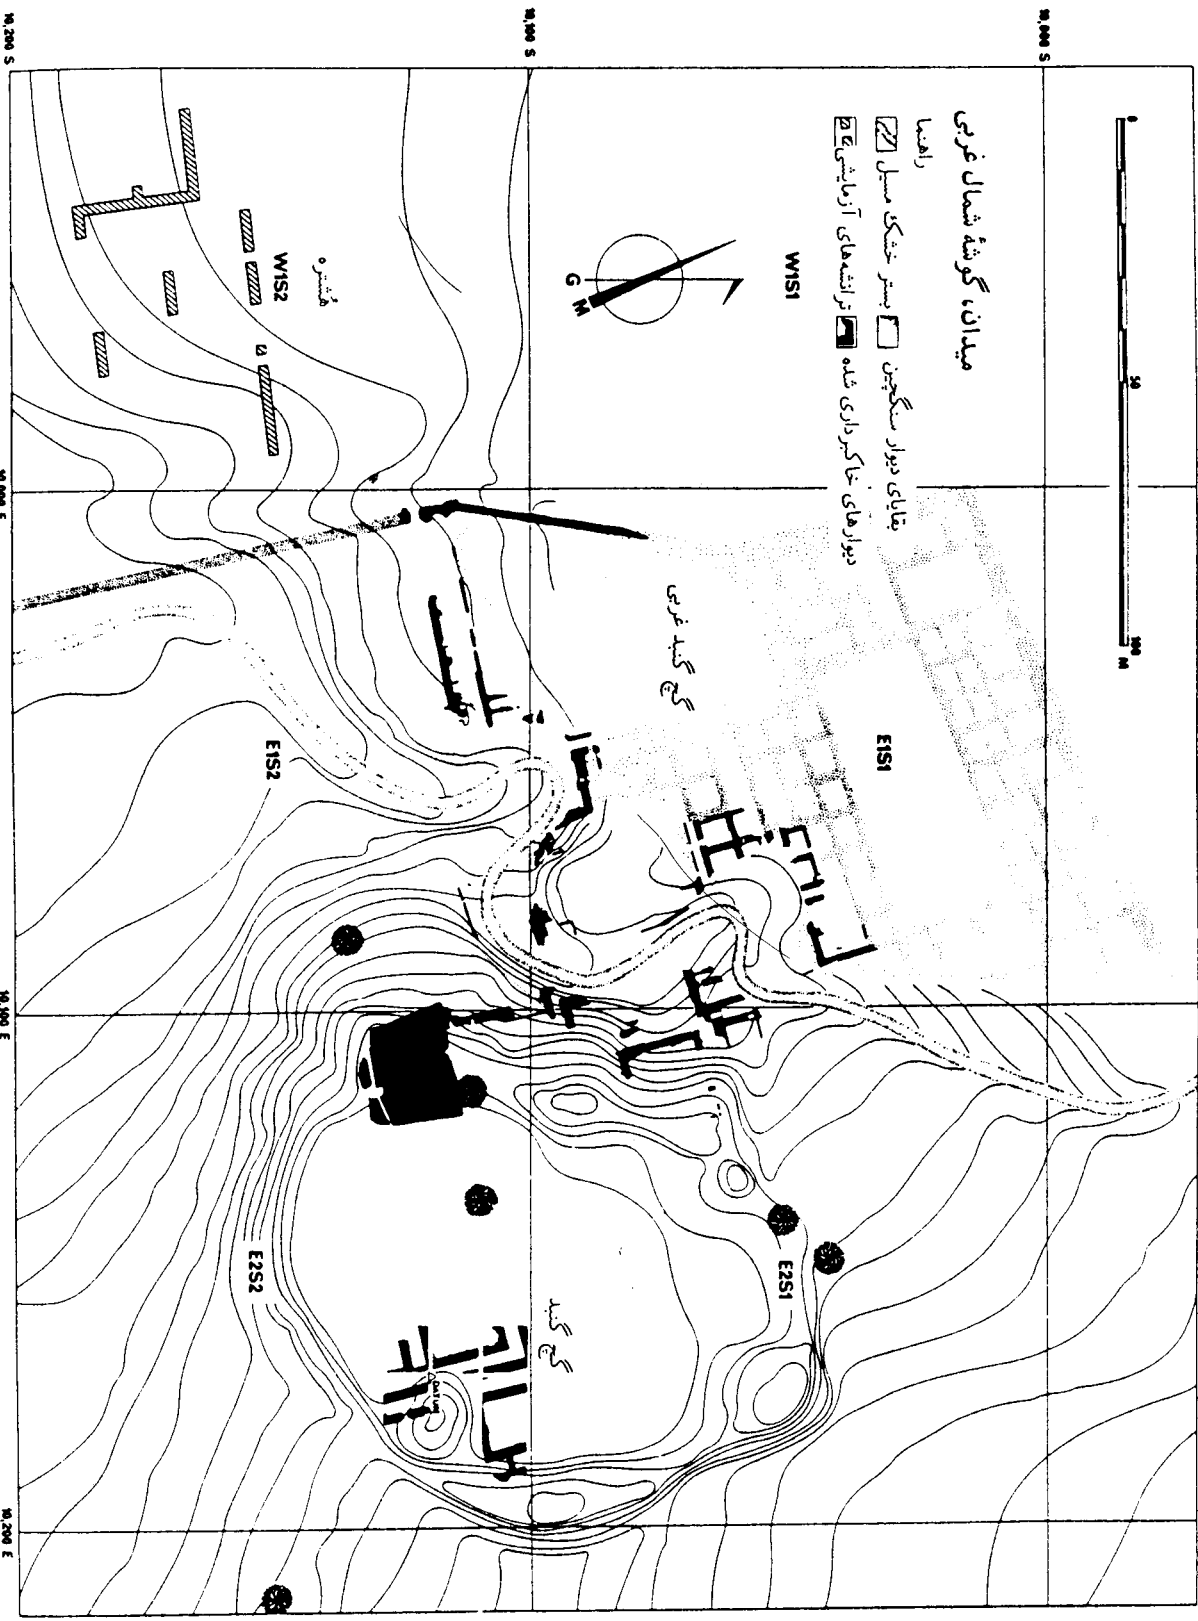 میدان، گوشهٔ شمال غربی
راهنما
بستر خشک مسیل
بقایای دیوار سنگچین
ترانشه‌های آزمایشی
دیوارهای خاکبرداری شده
0
50
100 M
10,200 S
10,100 S
10,000 S
10,000 E
10,100 E
10,200 E
W1S1
G M
W1S2
هُشتره
گچ گنبد غربی
E1S1
E1S2
گچ گنبد
DATUM
E2S1
E2S2